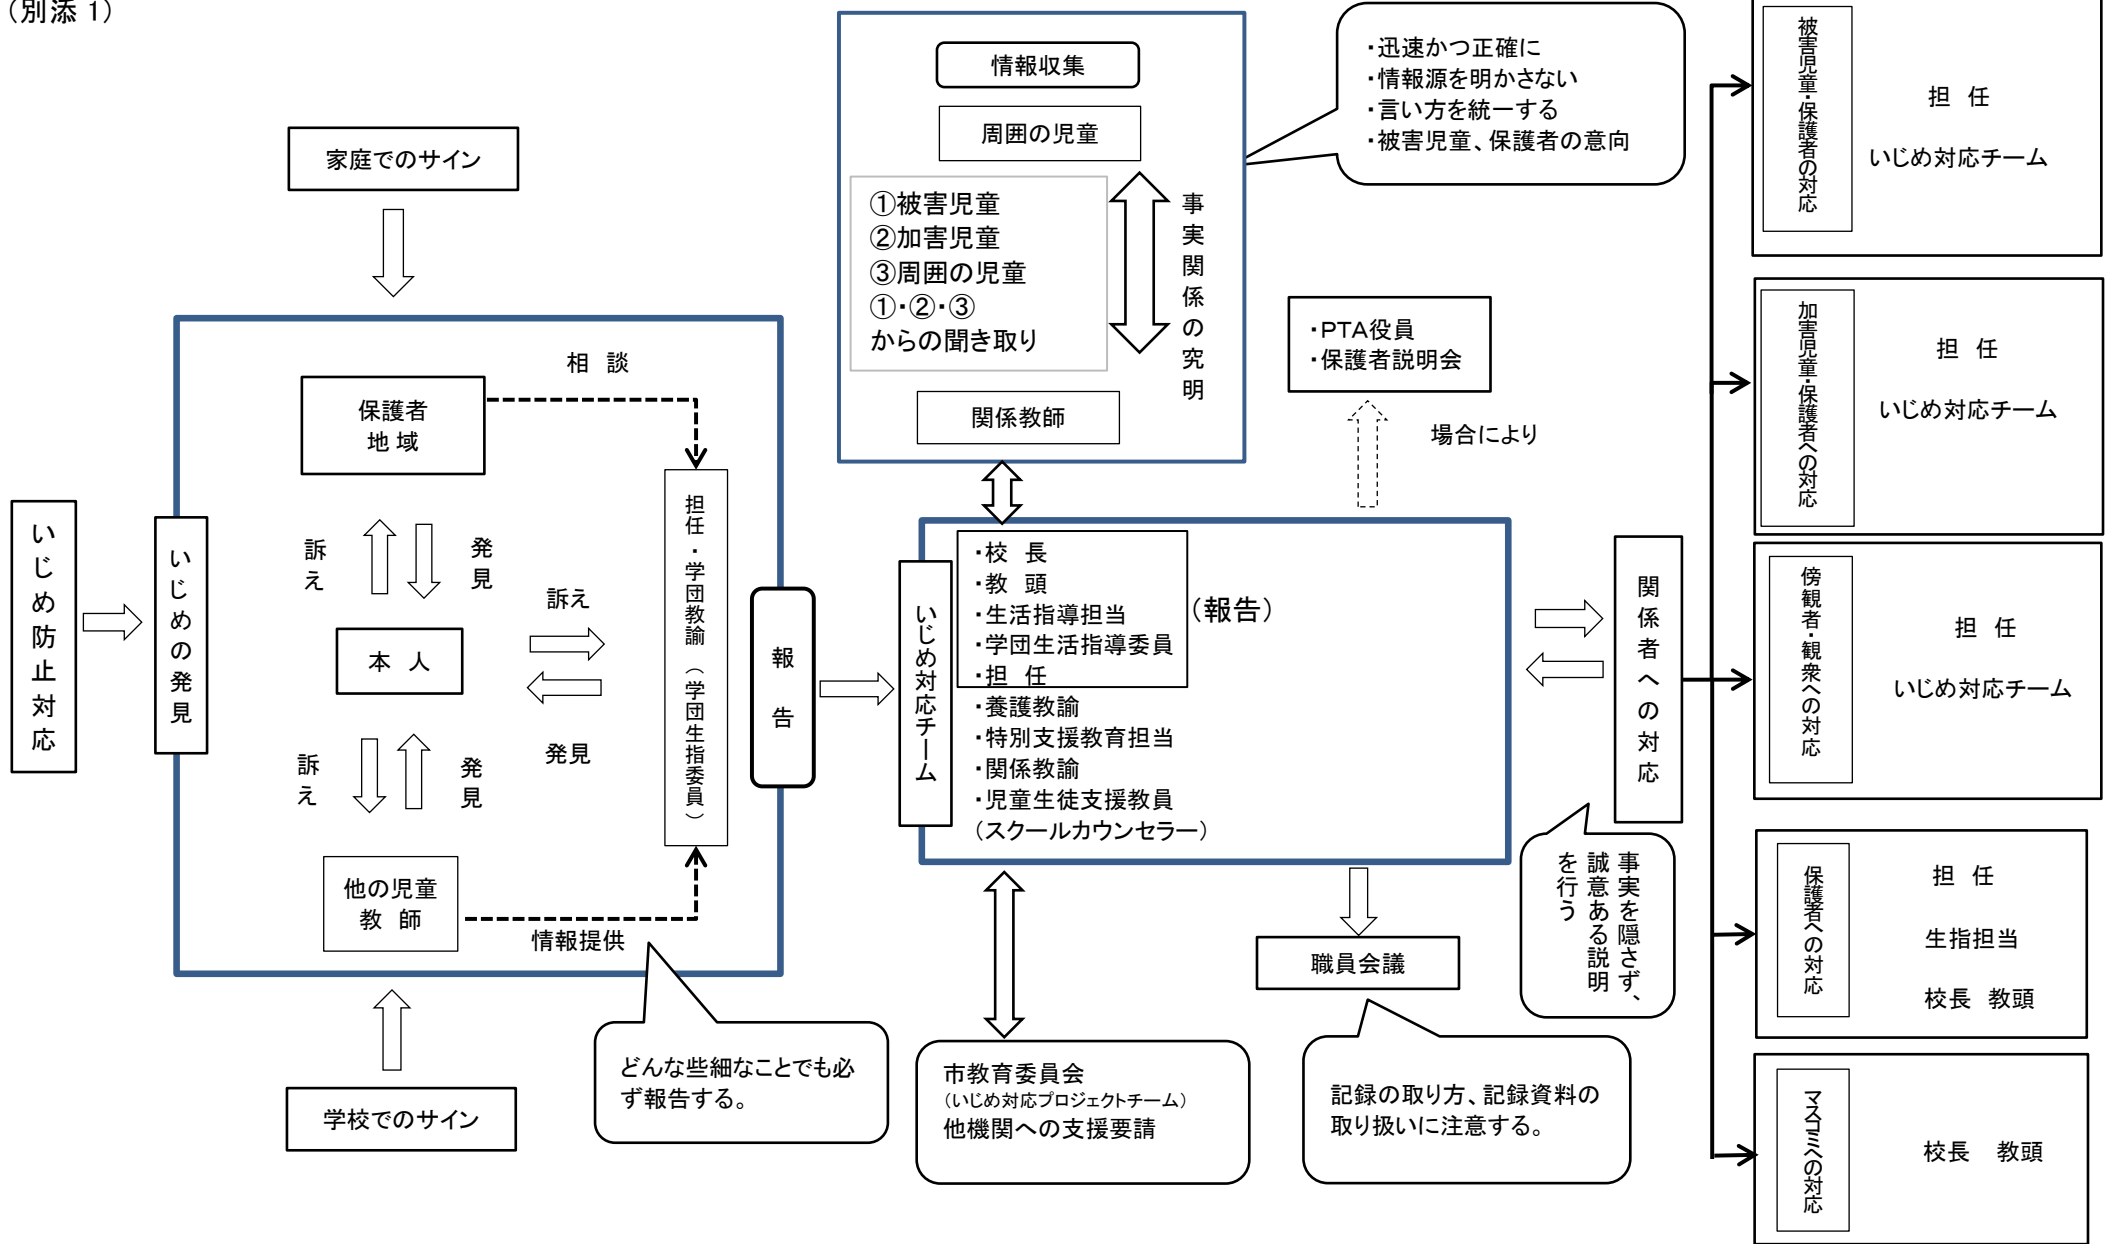 （別添 1）
いじめ防止対応
いじめの発見
家庭でのサイン
相　談
保護者
地 域
訴え
発見
本　人
訴え
発見
訴え
発見
他の児童
教　師
情報提供
担任・学団教諭（学団生指委員）
学校でのサイン
どんな些細なことでも必
ず報告する。
報　告
情報収集
周囲の児童
①被害児童
②加害児童
③周囲の児童
①・②・③
からの聞き取り
事実関係の究明
関係教師
・迅速かつ正確に
・情報源を明かさない
・言い方を統一する
・被害児童、保護者の意向
・PTA役員
・保護者説明会
場合により
いじめ対応チーム
・校　長
・教　頭
・生活指導担当
・学団生活指導委員
・担　任
（報告）
・養護教諭
・特別支援教育担当
・関係教諭
・児童生徒支援教員
（スクールカウンセラー）
市教育委員会
（いじめ対応プロジェクトチーム）
他機関への支援要請
職員会議
記録の取り方、記録資料の
取り扱いに注意する。
関係者への対応
事実を隠さず、
誠意ある説明
を行う
被害児童・保護者の対応
担　任
いじめ対応チーム
加害児童・保護者への対応
担　任
いじめ対応チーム
傍観者・観衆への対応
担　任
いじめ対応チーム
保護者への対応
担　任
生指担当
校長　教頭
マスコミへの対応
校長　教頭